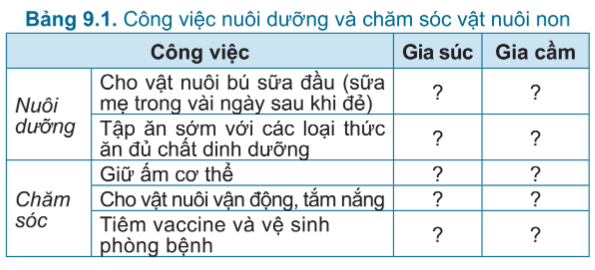 Bảng 9.1. Công việc nuôi dưỡng và chăm sóc vật nuôi non
Công việc Gia súc Gia cầm
Nuôi dưỡng
Cho vật nuôi bú sữa đầu (sữa
mẹ trong vài ngày sau khi đẻ) ? ?
Tập ăn sớm với các loại thức
ăn đủ chất dinh dưỡng ? ?
Chăm sóc
Giữ ấm cơ thể ? ?
Cho vật nuôi vận động, tắm nắng ? ?
Tiêm vaccine và vệ sinh
phòng bệnh ? ?